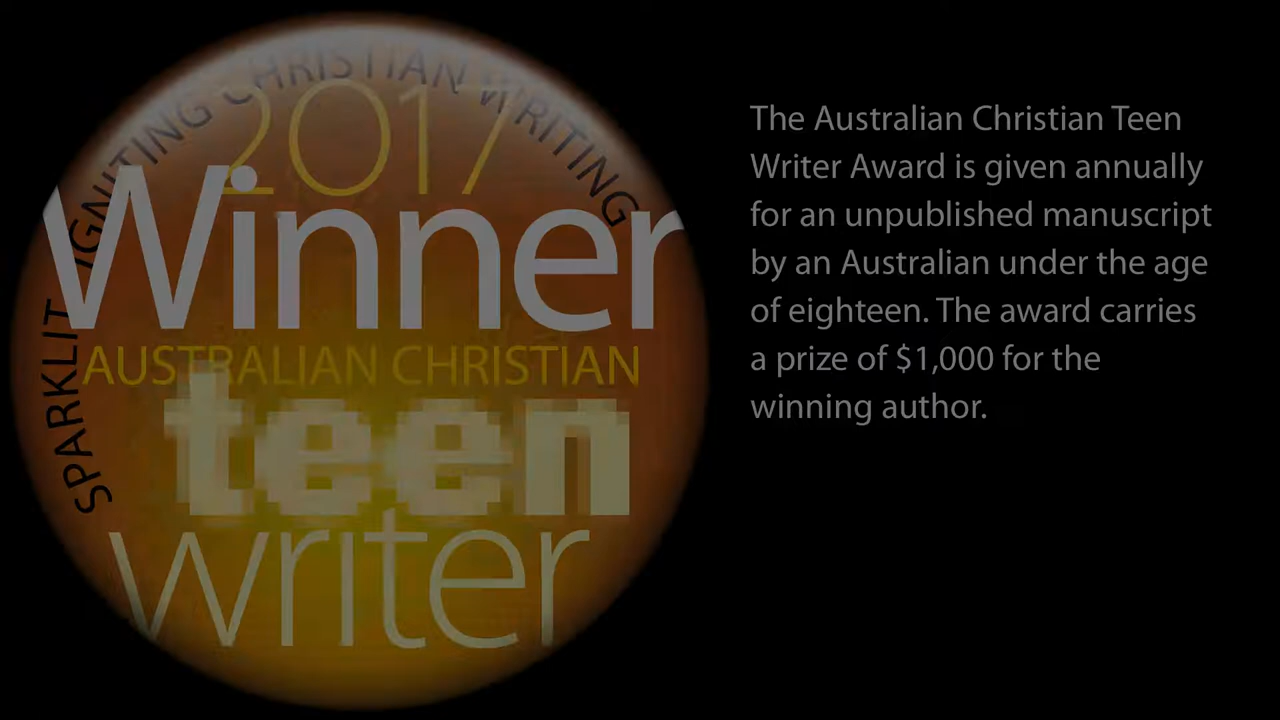 SPARKLIT IGNITING CHRISTIAN WRITING
2017
Winner
AUSTRALIAN CHRISTIAN
teen
writer
The Australian Christian Teen
Writer Award is given annually
for an unpublished manuscript
by an Australian under the age
of eighteen. The award carries
a prize of $1,000 for the
winning author.